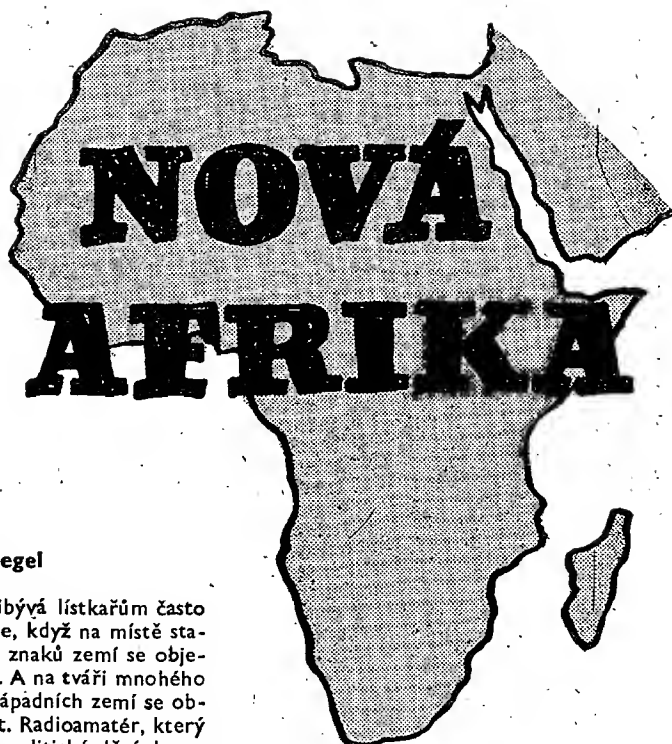 NOVÁ
AFRIKA
egel
ibývá lístkařům často
e, když na místě sta-
znaků zemí se obje-
. A na tváři mnohého
ápadních zemí se ob-
t. Radioamatér, který